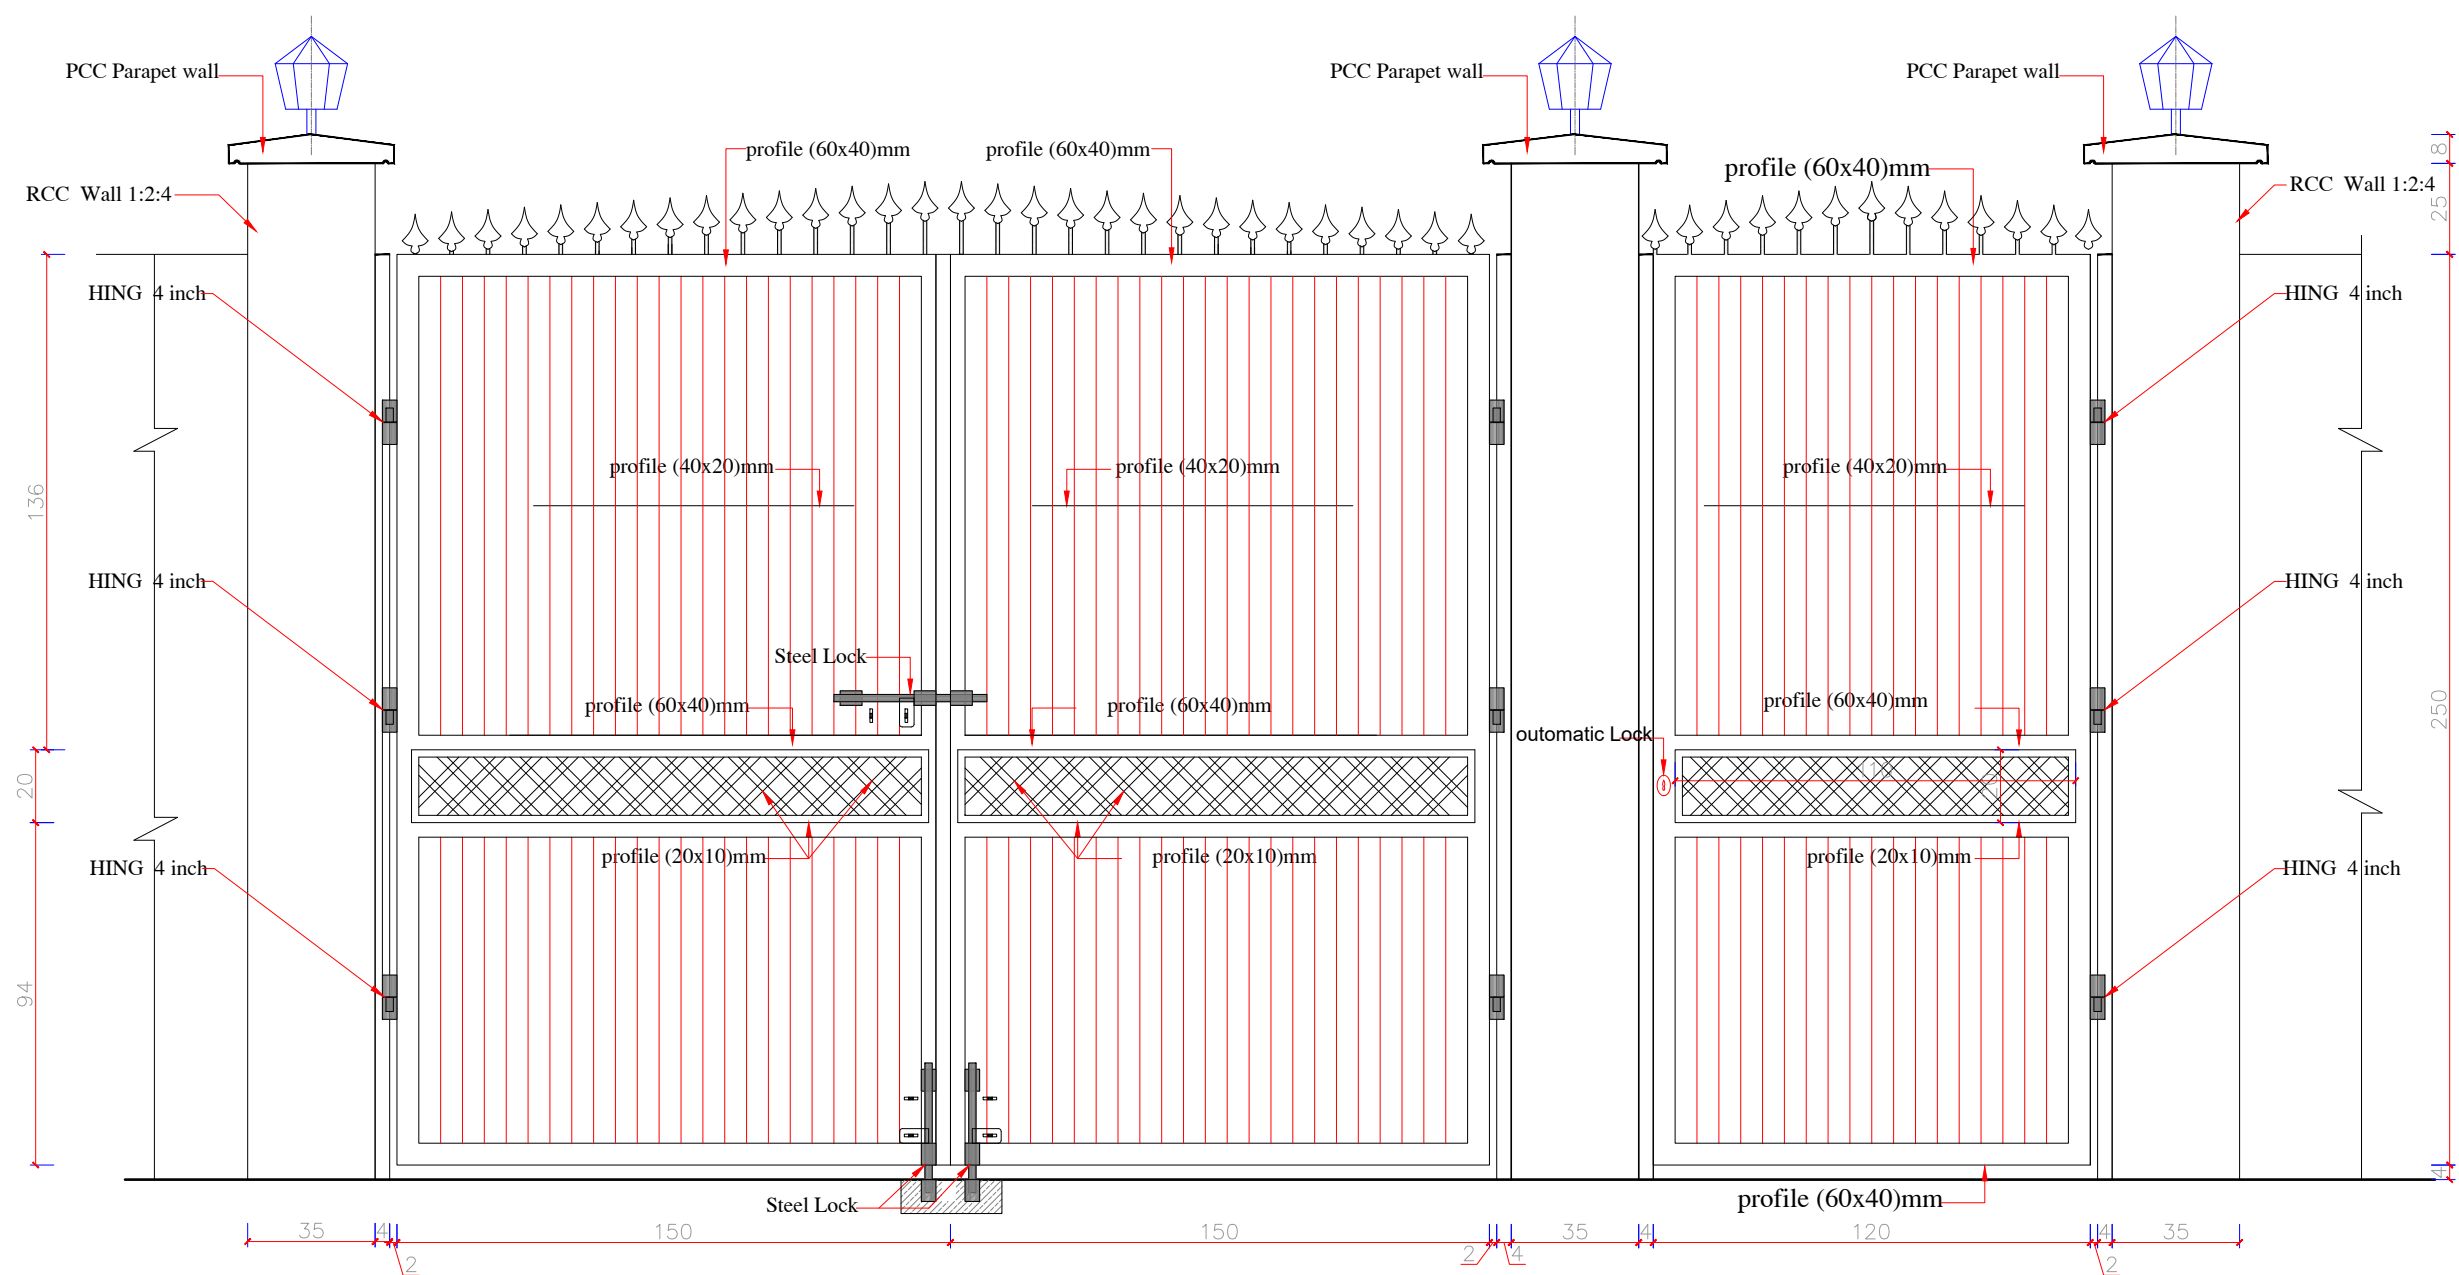 PCC Parapet wall
PCC Parapet wall
PCC Parapet wall
profile (60x40)mm
profile (60x40)mm
8
profile (60x40)mm
RCC Wall 1:2:4
RCC Wall 1:2:4
25
HING 4 inch
HING 4 inch
profile (40x20)mm
profile (40x20)mm
profile (40x20)mm
136
HING 4 inch
HING 4 inch
Steel Lock
profile (60x40)mm
profile (60x40)mm
profile (60x40)mm
250
outomatic Lock
110
20
profile (20x10)mm
profile (20x10)mm
profile (20x10)mm
HING 4 inch
HING 4 inch
94
4
Steel Lock
profile (60x40)mm
35
4
150
150
35
4
120
4
35
2
2
4
2